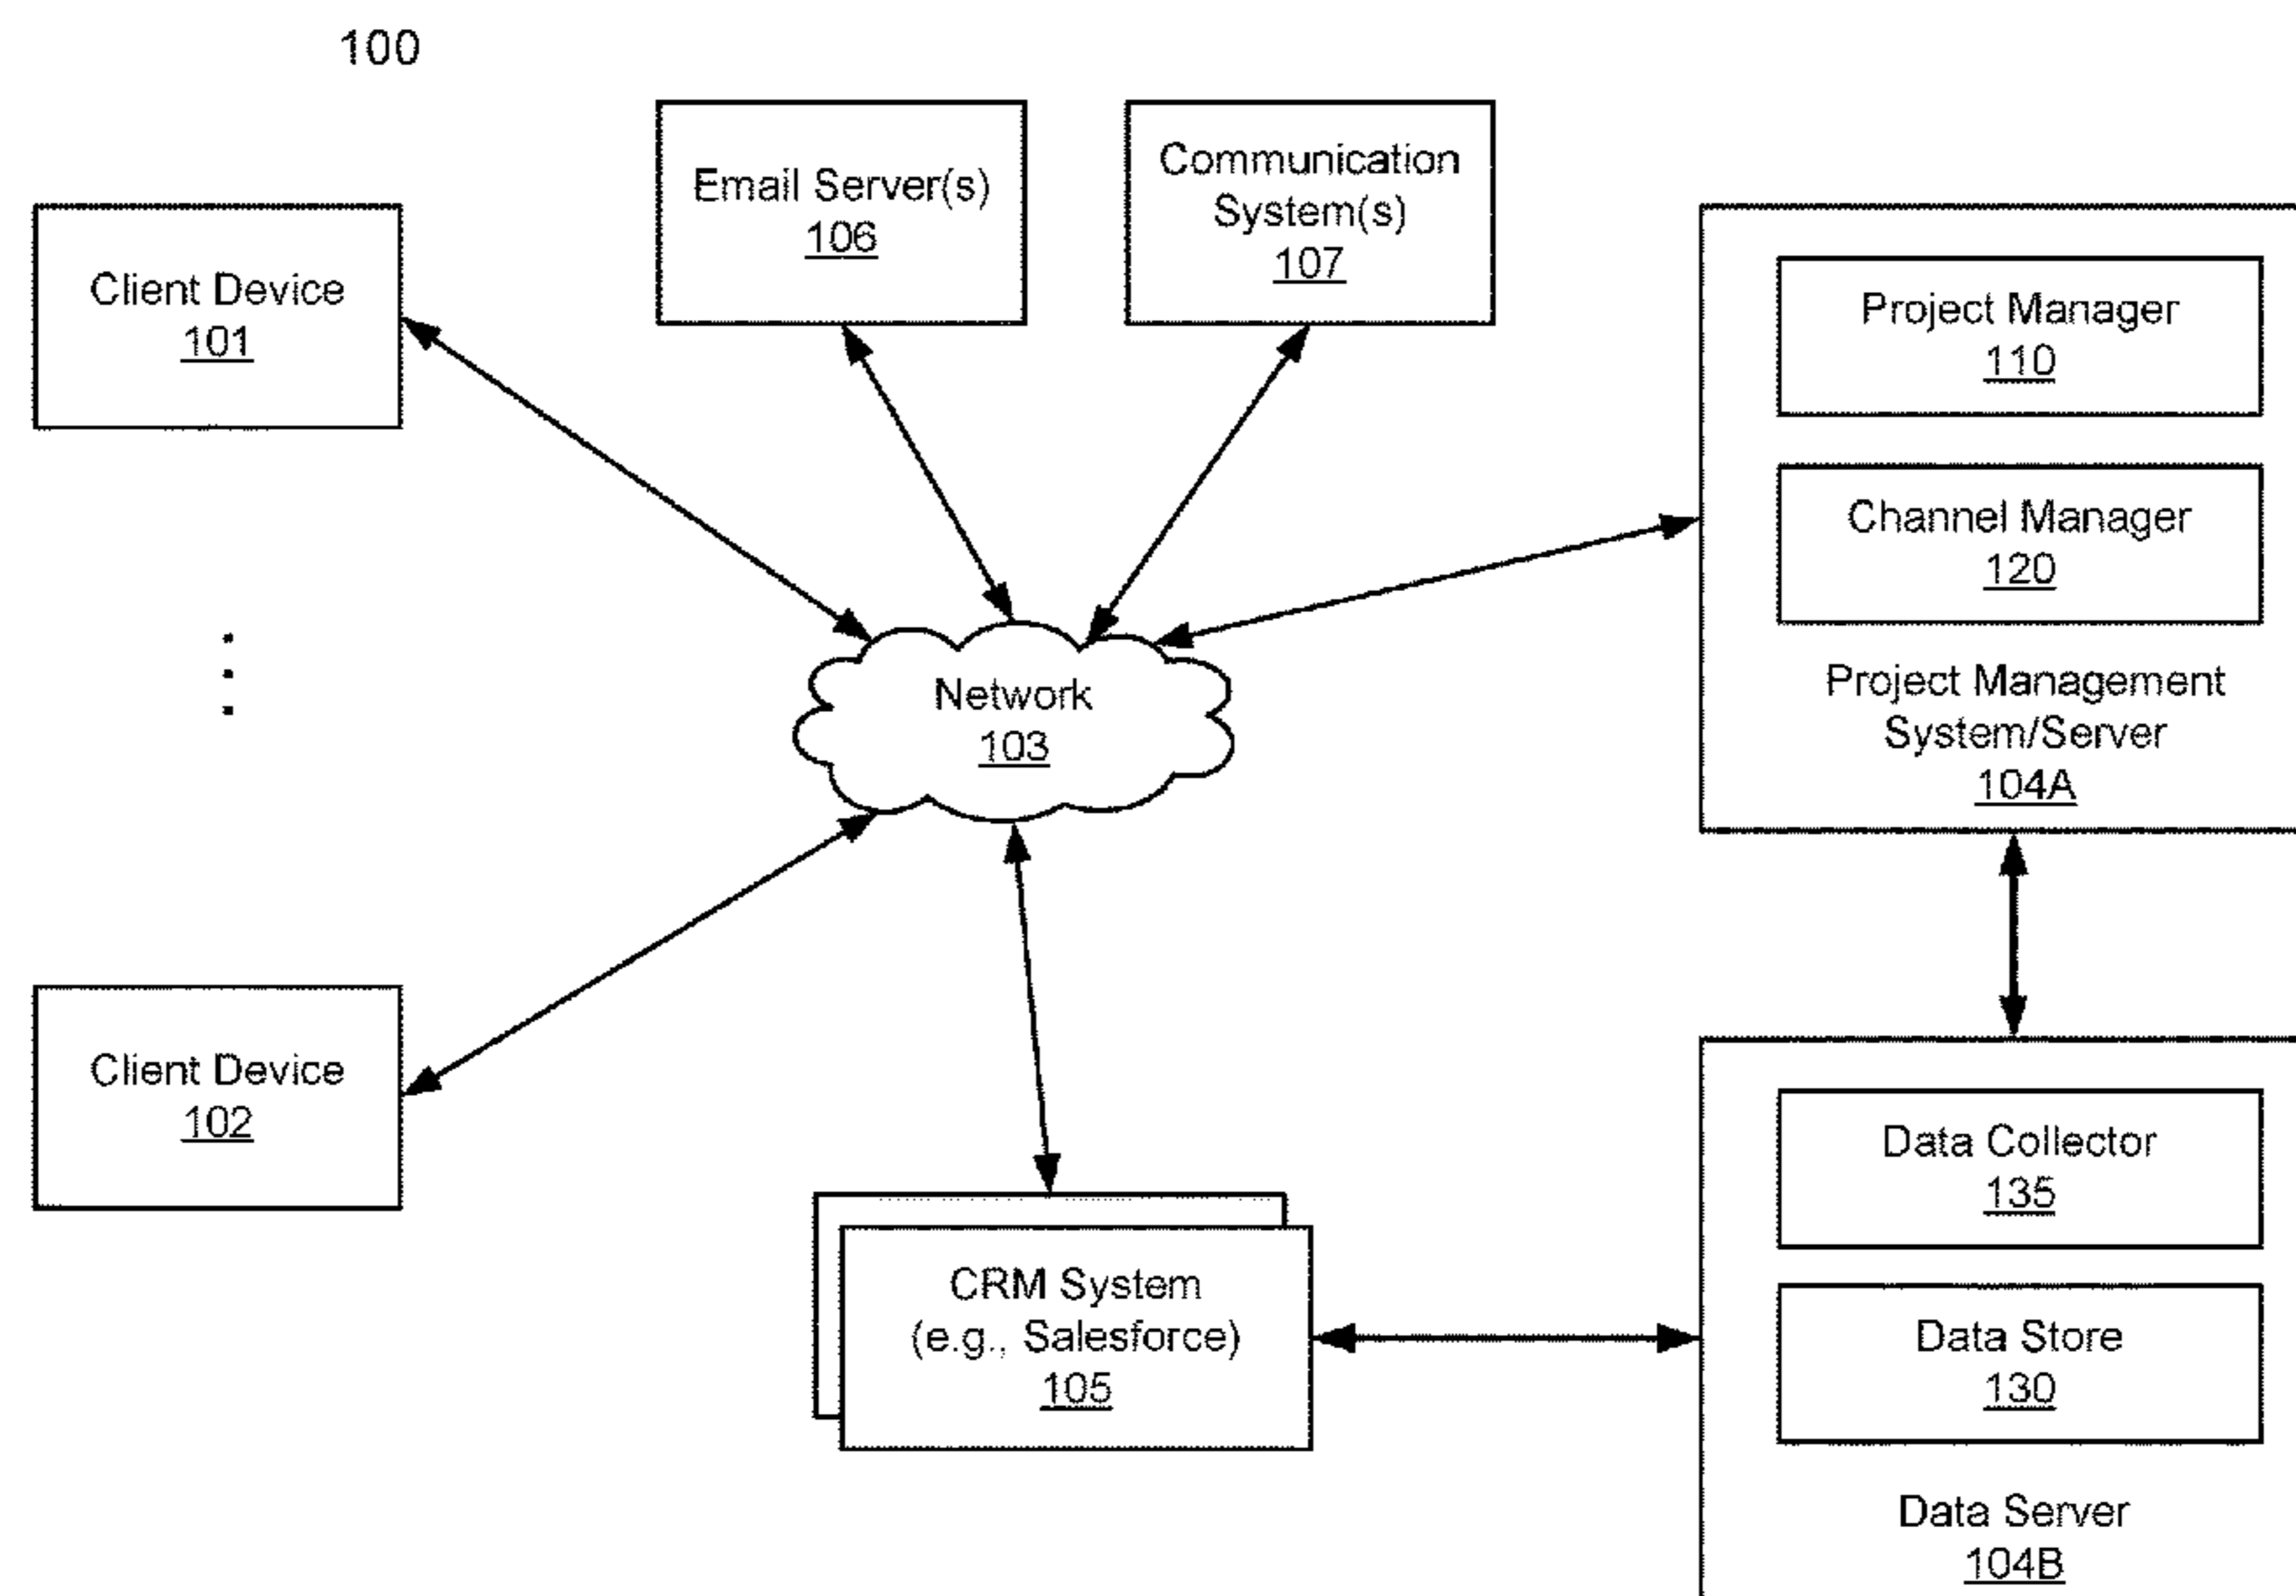 100
Email Server(s)
106
Communication
System(s)
107
Client Device
101
Project Manager
110
Channel Manager
120
Project Management
System/Server
104A
Network
103
Client Device
102
Data Collector
135
CRM System
(e.g., Salesforce)
105
Data Store
130
Data Server
104B